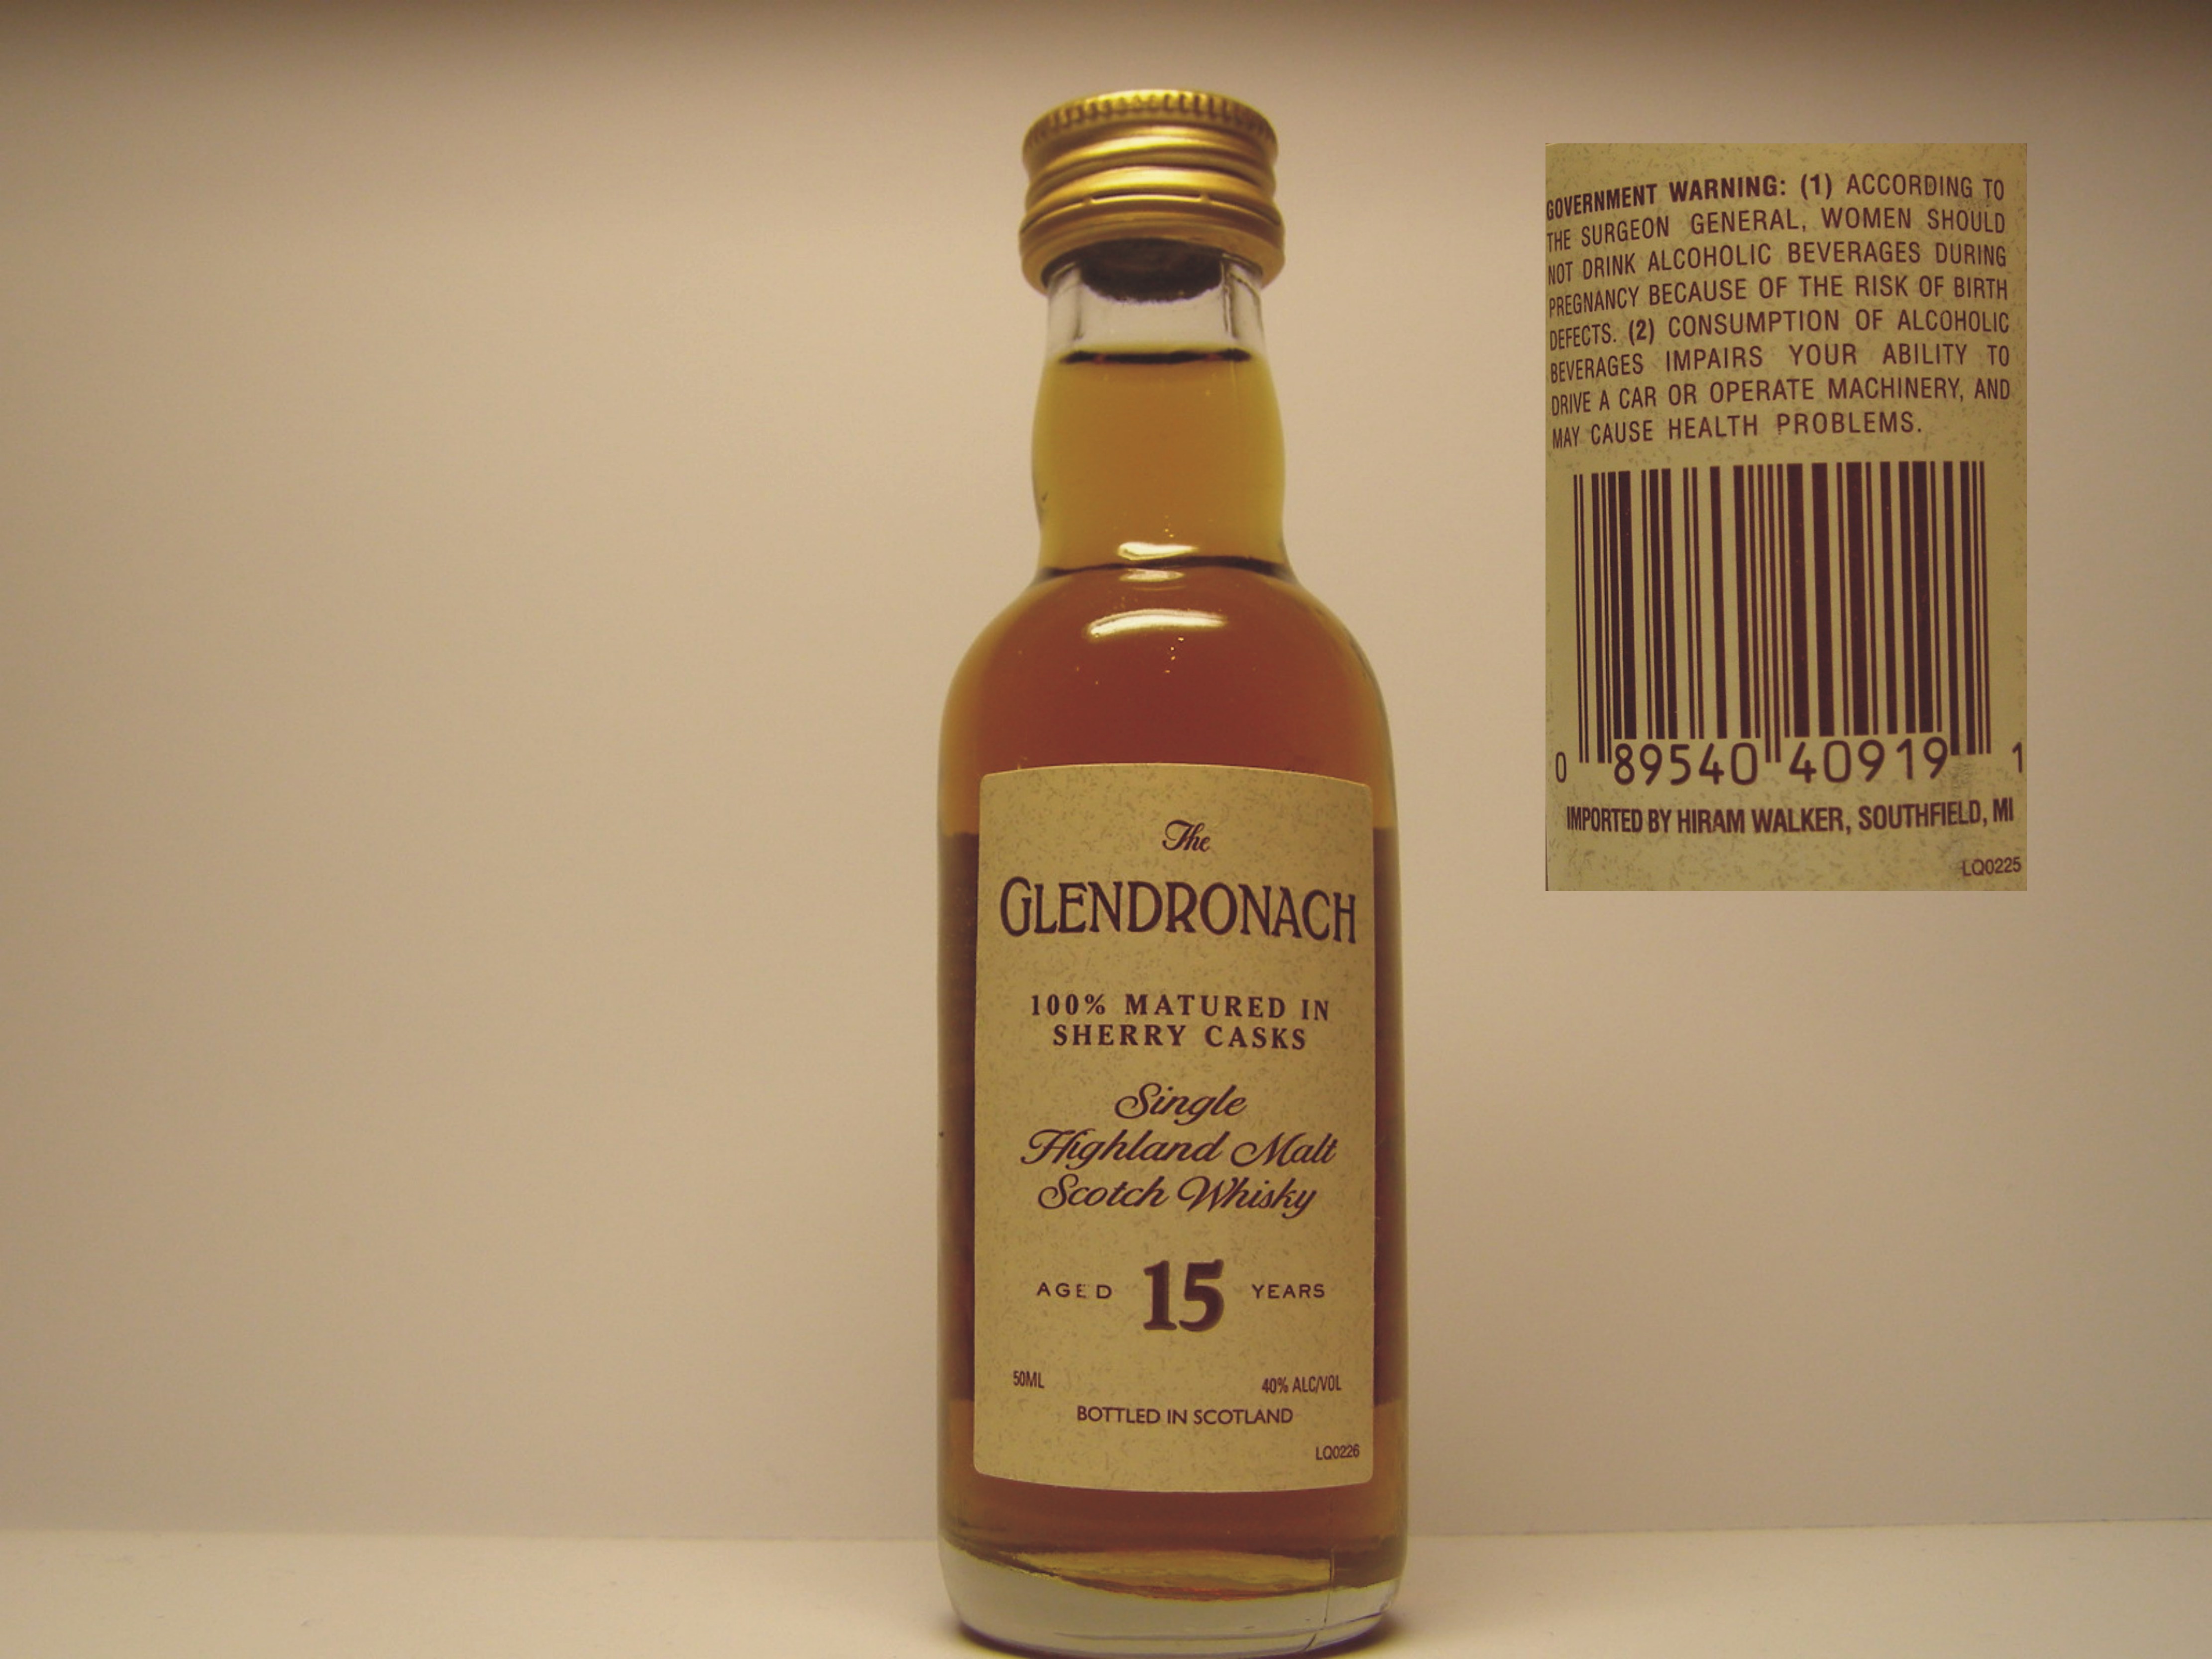 The
GLENDRONACH
100% MATURED IN
SHERRY CASKS
Single
Highland Malt
Scotch Whisky
AGED 15 YEARS
50ML 40% ALC/VOL
BOTTLED IN SCOTLAND
LQ0226
GOVERNMENT WARNING: (1) ACCORDING TO
THE SURGEON GENERAL, WOMEN SHOULD
NOT DRINK ALCOHOLIC BEVERAGES DURING
PREGNANCY BECAUSE OF THE RISK OF BIRTH
DEFECTS. (2) CONSUMPTION OF ALCOHOLIC
BEVERAGES IMPAIRS YOUR ABILITY TO
DRIVE A CAR OR OPERATE MACHINERY, AND
MAY CAUSE HEALTH PROBLEMS.
0 89540 40919 1
IMPORTED BY HIRAM WALKER, SOUTHFIELD, MI
LQ0225